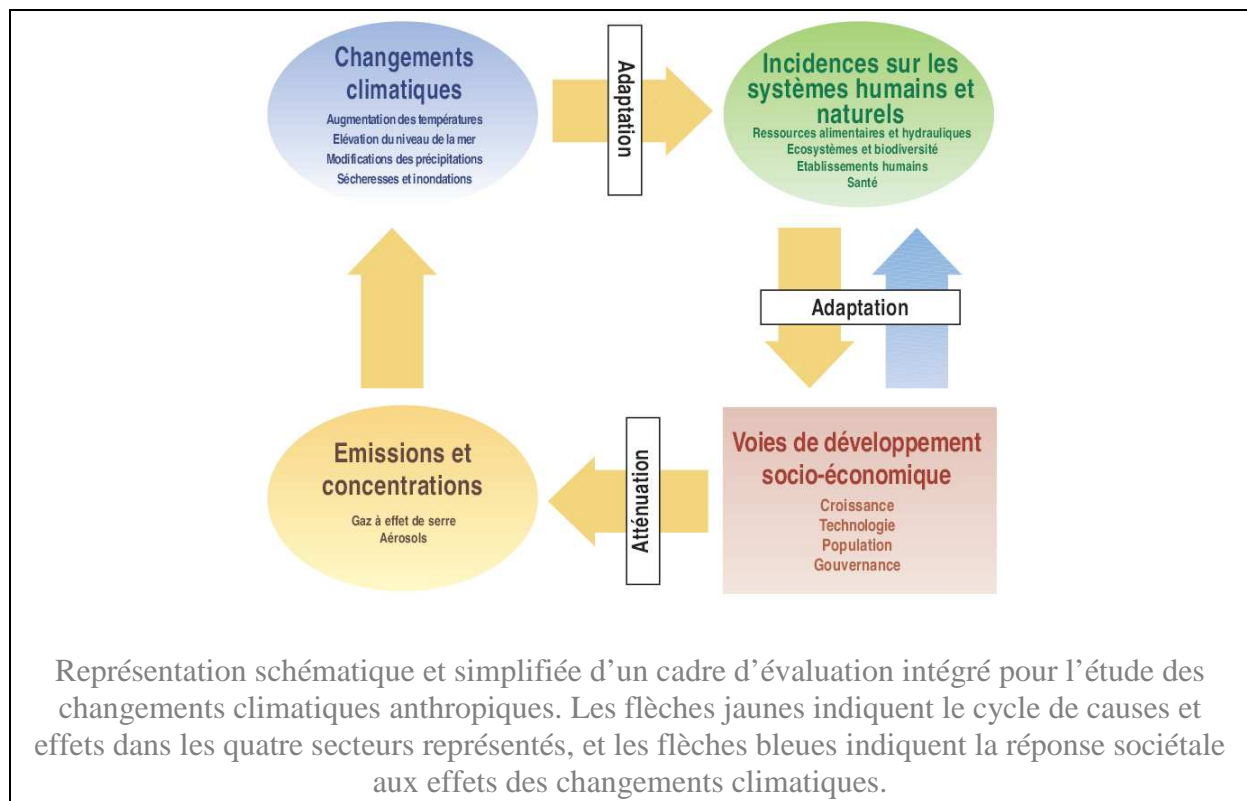 Changements
climatiques
Augmentation des températures
Elévation du niveau de la mer
Modifications des précipitations
Sécheresses et inondations
Adaptation
Incidences sur les
systèmes humains et
naturels
Ressources alimentaires et hydrauliques
Ecosystèmes et biodiversité
Etablissements humains
Santé
Adaptation
Emissions et
concentrations
Gaz à effet de serre
Aérosols
Atténuation
Voies de développement
socio-économique
Croissance
Technologie
Population
Gouvernance
Représentation schématique et simplifiée d’un cadre d’évaluation intégré pour l’étude des
changements climatiques anthropiques. Les flèches jaunes indiquent le cycle de causes et
effets dans les quatre secteurs représentés, et les flèches bleues indiquent la réponse sociétale
aux effets des changements climatiques.